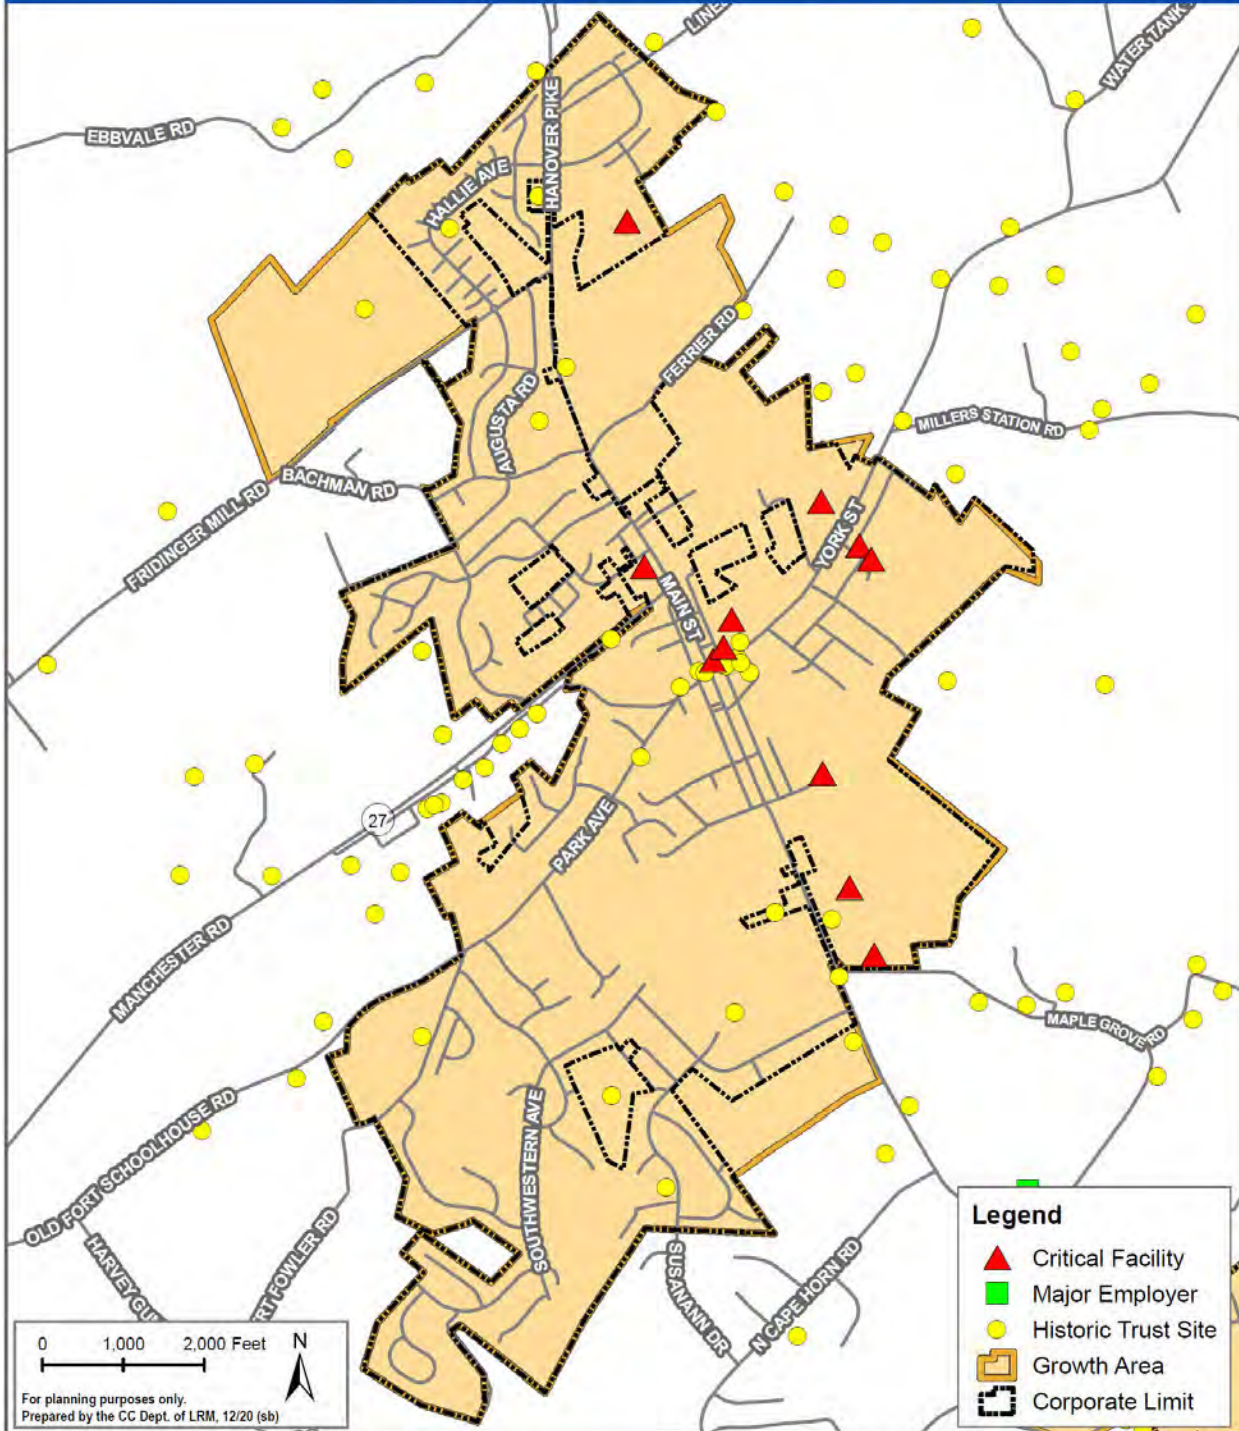 LINE
WATER TANK
HANOVER PIKE
EBBVALE RD
HALLIE AVE
FERRIER RD
AUGUSTA RD
MILLERS STATION RD
BACHMAN RD
FRIDINGER MILL RD
YORK ST
MAIN ST
27
PARK AVE
MANCHESTER RD
MAPLE GROVE RD
OLD FORT SCHOOLHOUSE RD
SOUTHWESTERN AVE
HARVEY GU
RT FOWLER RD
SUSANANN DR
N CAPE HORN RD
Legend
Critical Facility
Major Employer
Historic Trust Site
Growth Area
Corporate Limit
0 1,000 2,000 Feet
N
For planning purposes only.
Prepared by the CC Dept. of LRM, 12/20 (sb)